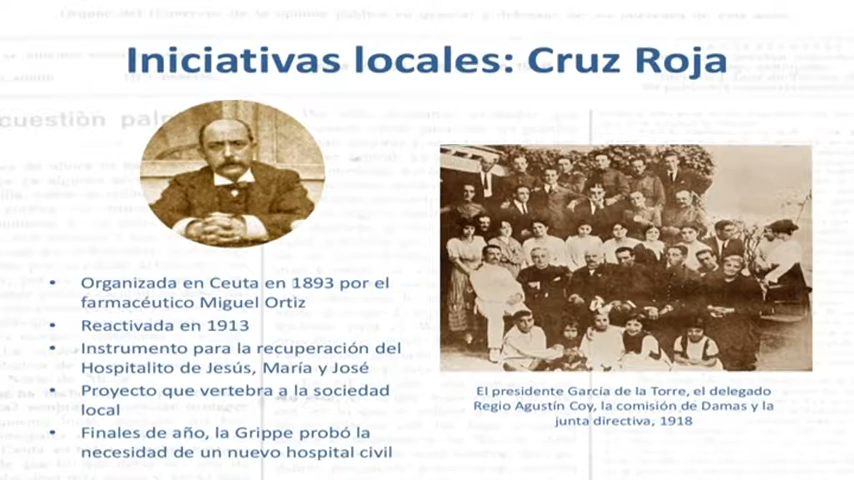 Iniciativas locales: Cruz Roja
cuestión
• Organizada en Ceuta en 1893 por el
farmacéutico Miguel Ortiz
• Reactivada en 1913
• Instrumento para la recuperación del
Hospitalito de Jesús, María y José
• Proyecto que vertebra a la sociedad
local
• Finales de año, la Grippe probó la
necesidad de un nuevo hospital civil
El presidente García de la Torre, el delegado
Regio Agustín Coy, la comisión de Damas y la
junta directiva, 1918